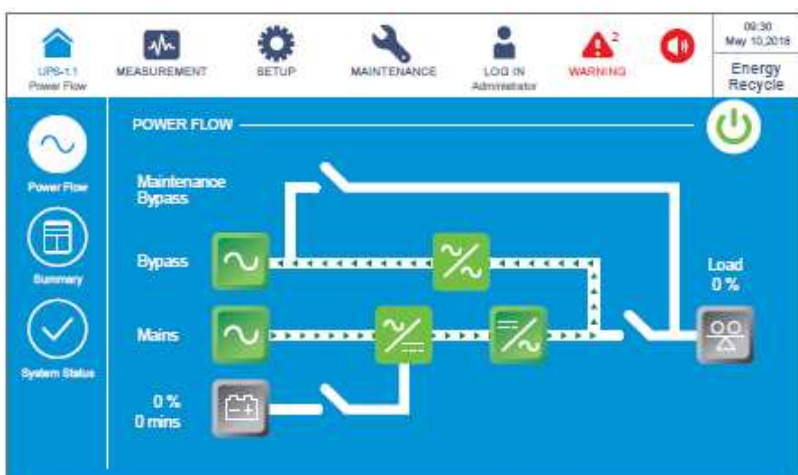 UPS-1.1
Power Flow
MEASUREMENT
SETUP
MAINTENANCE
LOG IN
Administrator
2
WARNING
09:30
May 10,2018
Energy
Recycle
POWER FLOW
Power Flow
Maintenance
Bypass
Bypass
Summary
Load
0 %
Mains
System Status
0 %
0 mins